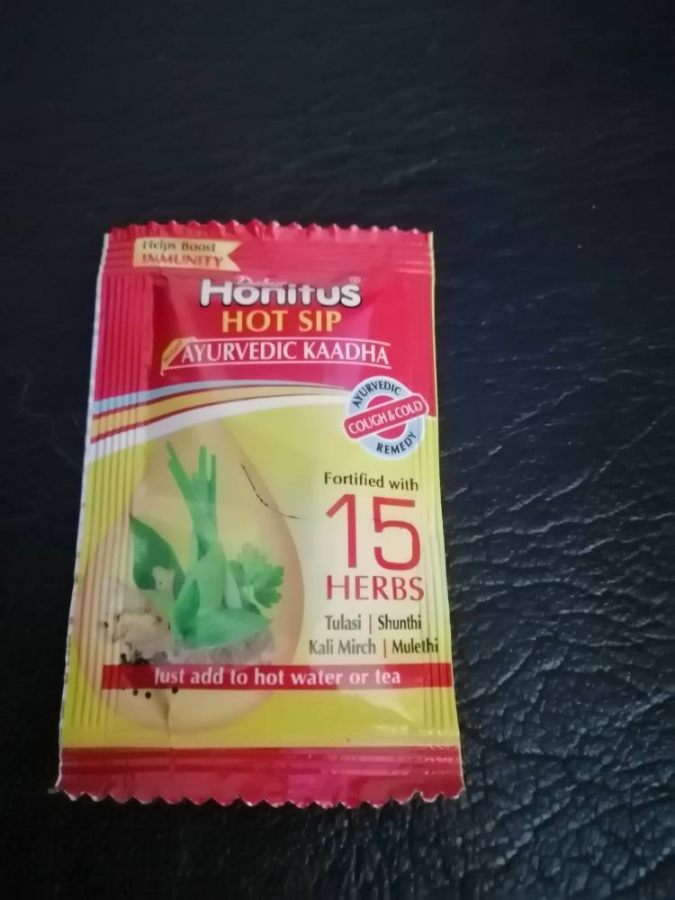 Helps Boost
IMMUNITY
Dabur
Honitus®
HOT SIP
AYURVEDIC KAADHA
AYURVEDIC
COUGH & COLD
REMEDY
Fortified with
15
HERBS
Tulasi | Shunthi
Kali Mirch | Mulethi
Just add to hot water or tea